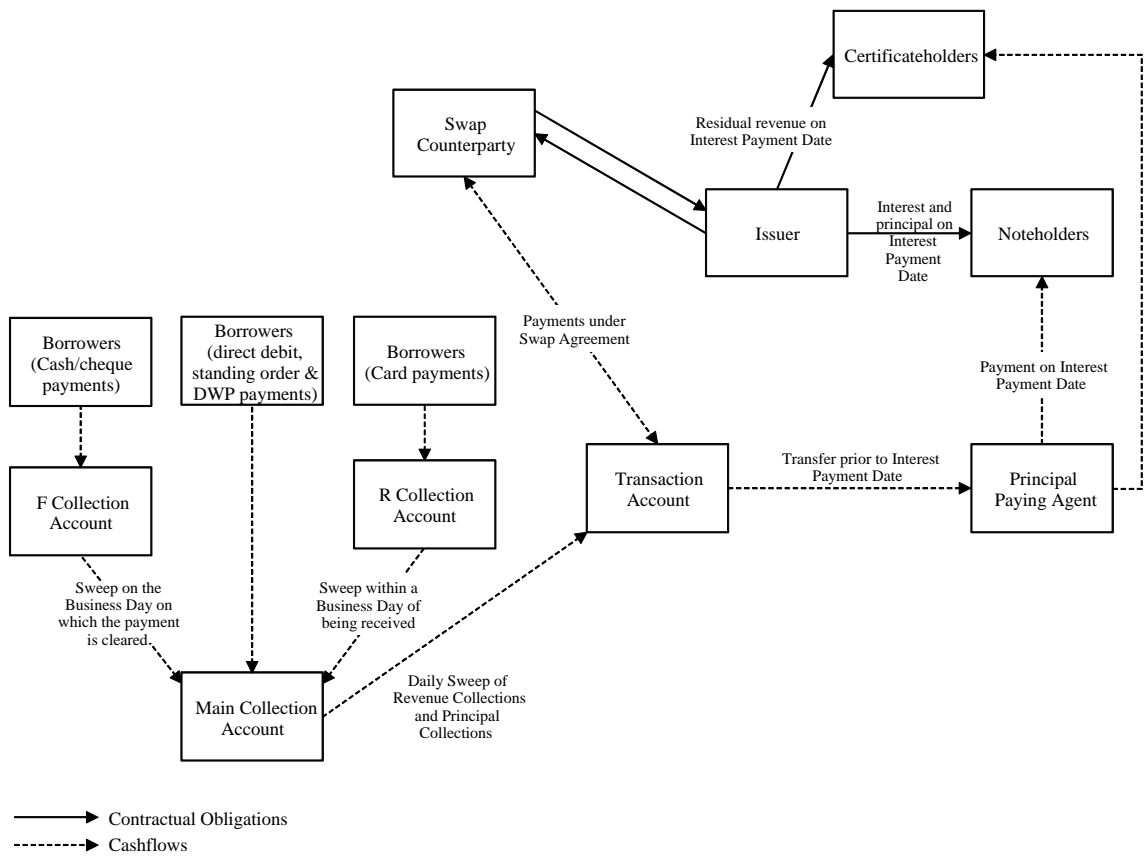 Certificateholders
Swap
Counterparty
Residual revenue on
Interest Payment Date
Issuer
Interest and
principal on
Interest
Payment
Date
Noteholders
Payments under
Swap Agreement
Borrowers
(Cash/cheque
payments)
Borrowers
(direct debit,
standing order &
DWP payments)
Borrowers
(Card payments)
Payment on Interest
Payment Date
F Collection
Account
R Collection
Account
Transaction
Account
Transfer prior to Interest
Payment Date
Principal
Paying Agent
Sweep on the
Business Day on
which the payment
is cleared.
Sweep within a
Business Day of
being received
Main Collection
Account
Daily Sweep of
Revenue Collections
and Principal
Collections
Contractual Obligations
Cashflows